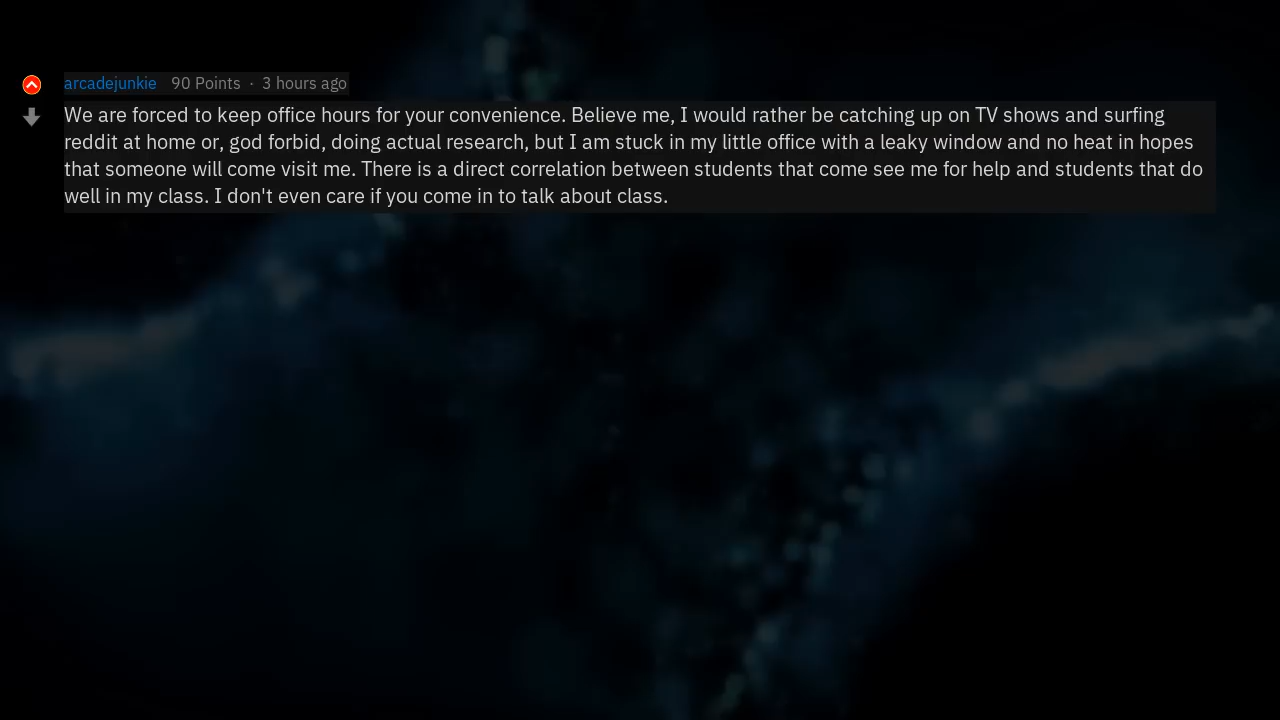 arcadejunkie 90 Points · 3 hours ago
We are forced to keep office hours for your convenience. Believe me, I would rather be catching up on TV shows and surfing
reddit at home or, god forbid, doing actual research, but I am stuck in my little office with a leaky window and no heat in hopes
that someone will come visit me. There is a direct correlation between students that come see me for help and students that do
well in my class. I don't even care if you come in to talk about class.